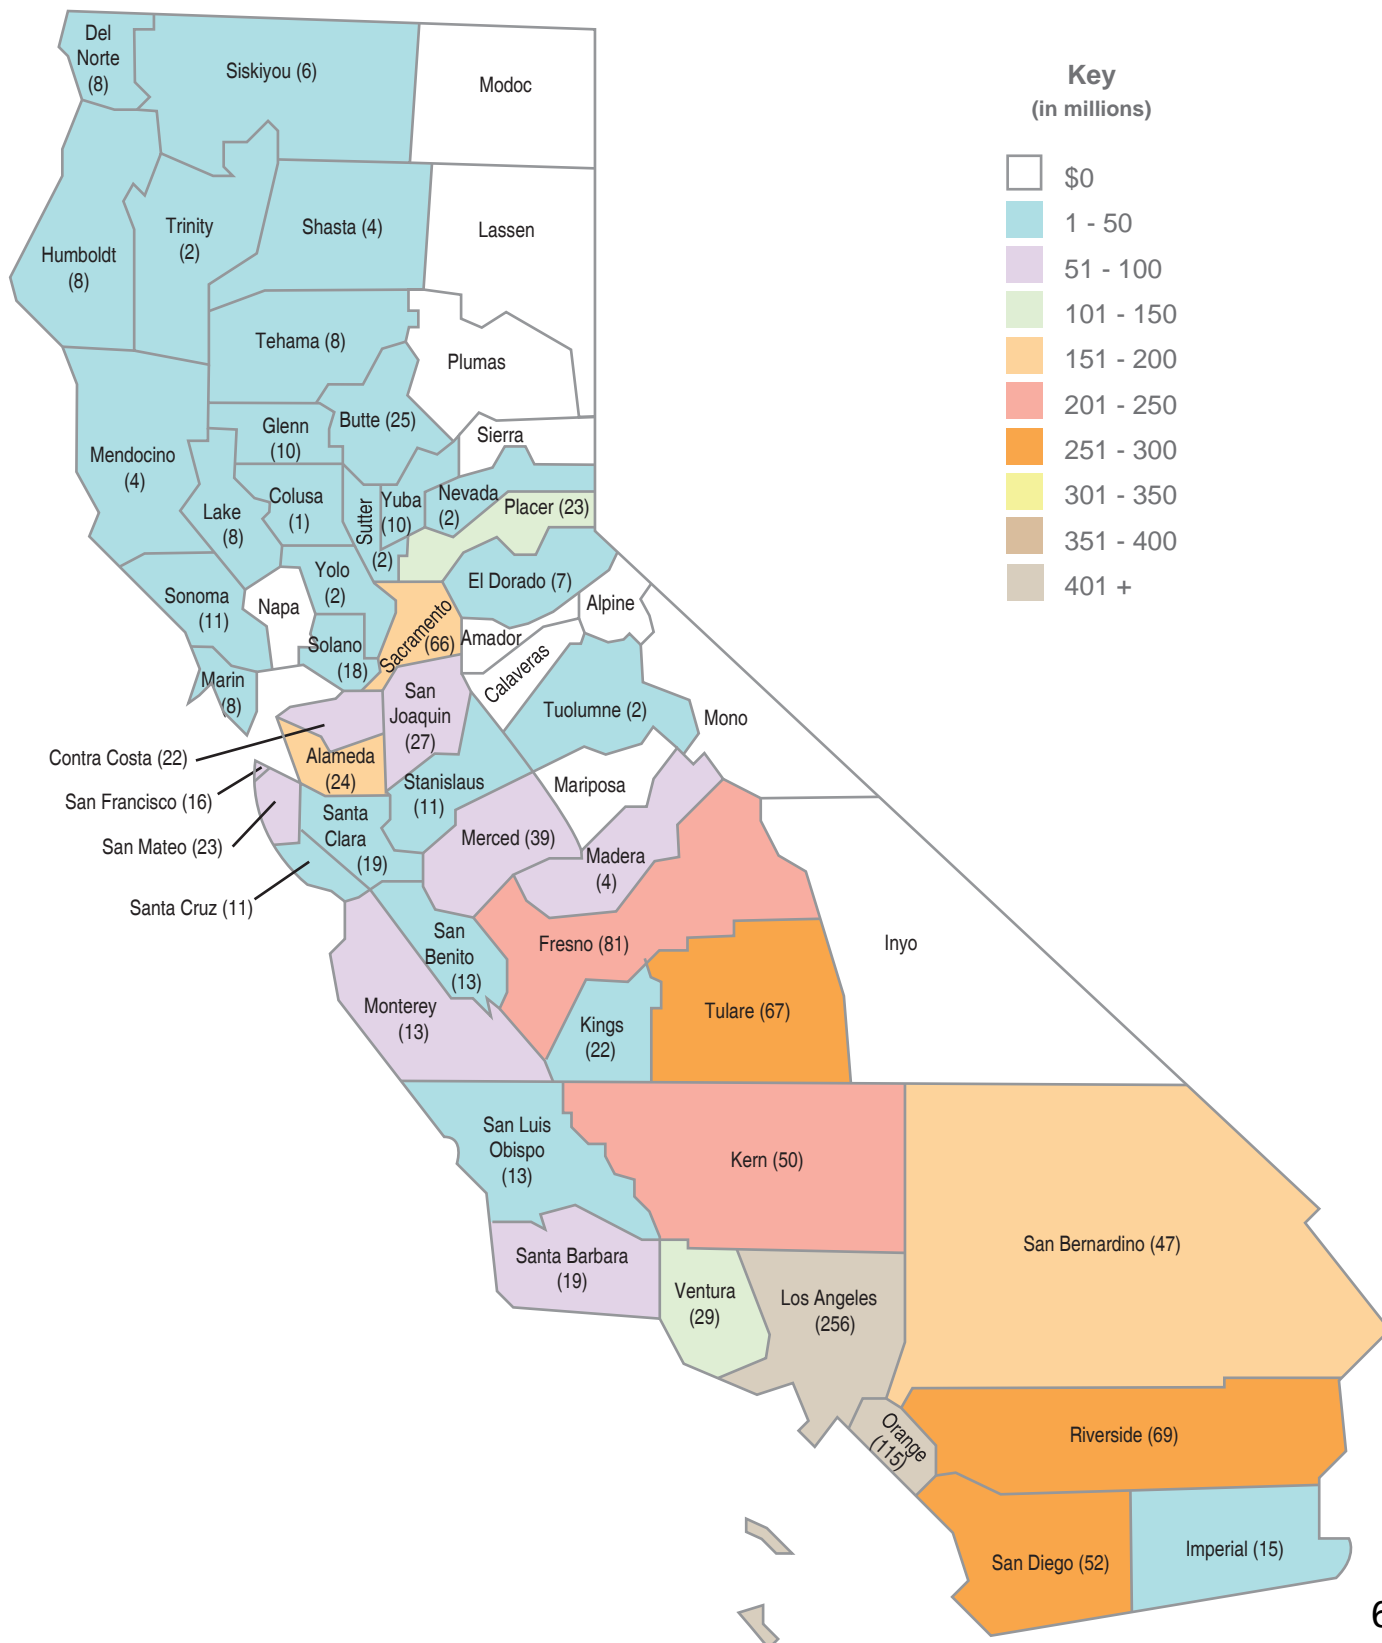 Del
Norte
(8)
Siskiyou (6)
Modoc
Key
(in millions)
$0
1 - 50
51 - 100
101 - 150
151 - 200
201 - 250
251 - 300
301 - 350
351 - 400
401 +
Humboldt
(8)
Trinity
(2)
Shasta (4)
Lassen
Tehama (8)
Plumas
Mendocino
(4)
Glenn
(10)
Butte (25)
Sierra
Lake
(8)
Colusa
(1)
Sutter
(2)
Yuba
(10)
Nevada
(2)
Placer (23)
Sonoma
(11)
Napa
Yolo
(2)
El Dorado (7)
Alpine
Marin
(8)
Solano
(18)
Sacramento
(66)
Amador
Calaveras
Contra Costa (22)
San
Joaquin
(27)
Tuolumne (2)
Mono
Alameda
(24)
San Francisco (16)
Stanislaus
(11)
Mariposa
San Mateo (23)
Santa
Clara
(19)
Merced (39)
Madera
(4)
Santa Cruz (11)
San
Benito
(13)
Fresno (81)
Inyo
Monterey
(13)
Kings
(22)
Tulare (67)
San Luis
Obispo
(13)
Kern (50)
San Bernardino (47)
Santa Barbara
(19)
Ventura
(29)
Los Angeles
(256)
Orange
(115)
Riverside (69)
San Diego (52)
Imperial (15)
6